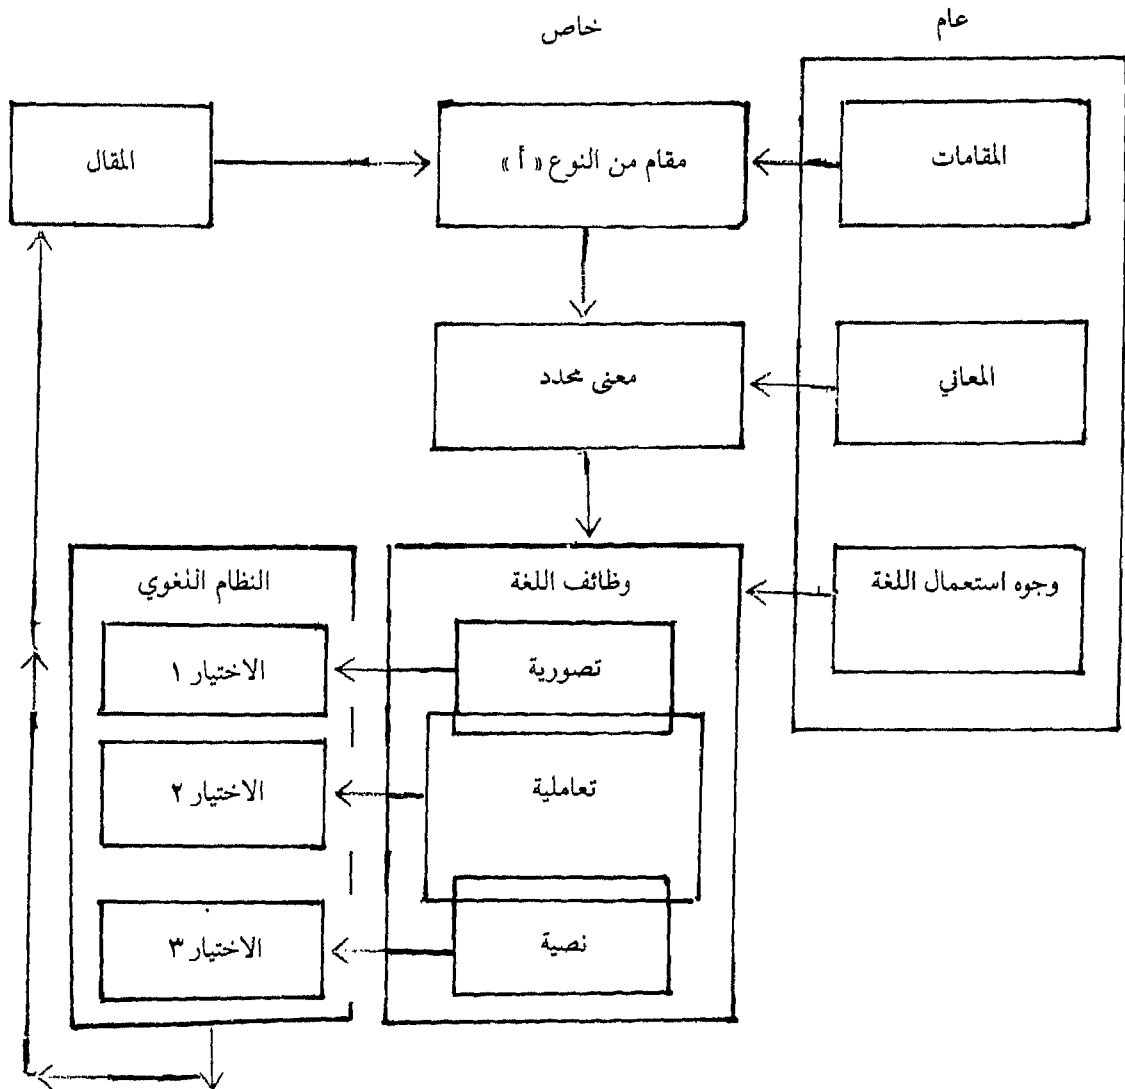 عام
خاص
المقامات
مقام من النوع « أ »
المقال
المعاني
معنى محدد
وجوه استعمال اللغة
وظائف اللغة
النظام اللغوي
تصورية
الاختيار ١
تعاملية
الاختيار ٢
نصية
الاختيار ٣